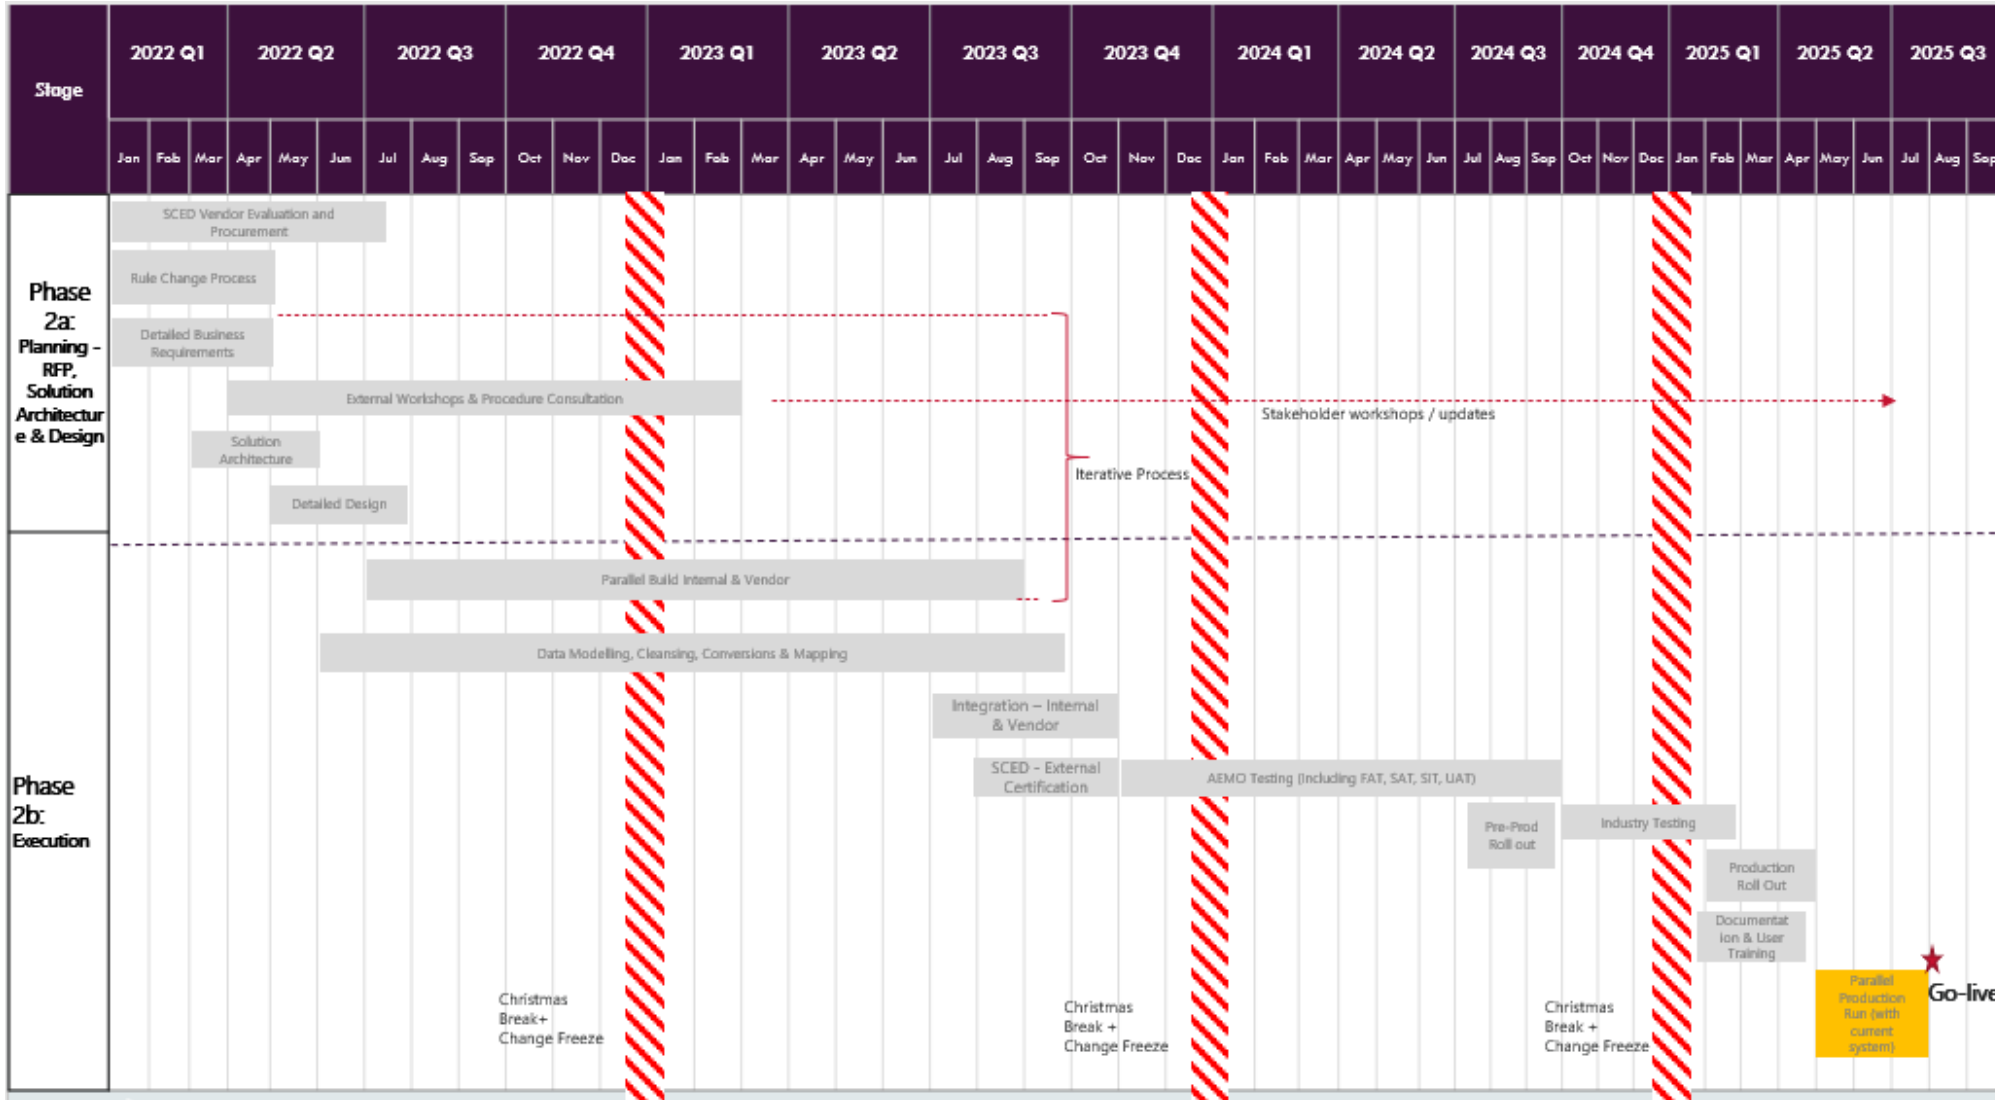 Stage
2022 Q1 2022 Q2 2022 Q3 2022 Q4 2023 Q1 2023 Q2 2023 Q3 2023 Q4 2024 Q1 2024 Q2 2024 Q3 2024 Q4 2025 Q1 2025 Q2 2025 Q3
Jan Feb Mar Apr May Jun Jul Aug Sep Oct Nov Dec Jan Feb Mar Apr May Jun Jul Aug Sep Oct Nov Dec Jan Feb Mar Apr May Jun Jul Aug Sep Oct Nov Dec Jan Feb Mar Apr May Jun Jul Aug Sep
Phase
2a:
Planning –
RFP,
Solution
Architectur
e & Design
SCED Vendor Evaluation and
Procurement
Rule Change Process
Detailed Business
Requirements
External Workshops & Procedure Consultation
Stakeholder workshops / updates
Solution
Architecture
Iterative Process
Detailed Design
Phase
2b:
Execution
Parallel Build Internal & Vendor
Data Modelling, Cleansing, Conversions & Mapping
Integration – Internal
& Vendor
SCED - External
Certification
AEMO Testing (Including FAT, SAT, SIT, UAT)
Pre-Prod
Roll out
Industry Testing
Production
Roll Out
Documentat
ion & User
Training
Go-live
Parallel
Production
Run (with
current
system)
Christmas
Break+
Change Freeze
Christmas
Break +
Change Freeze
Christmas
Break +
Change Freeze